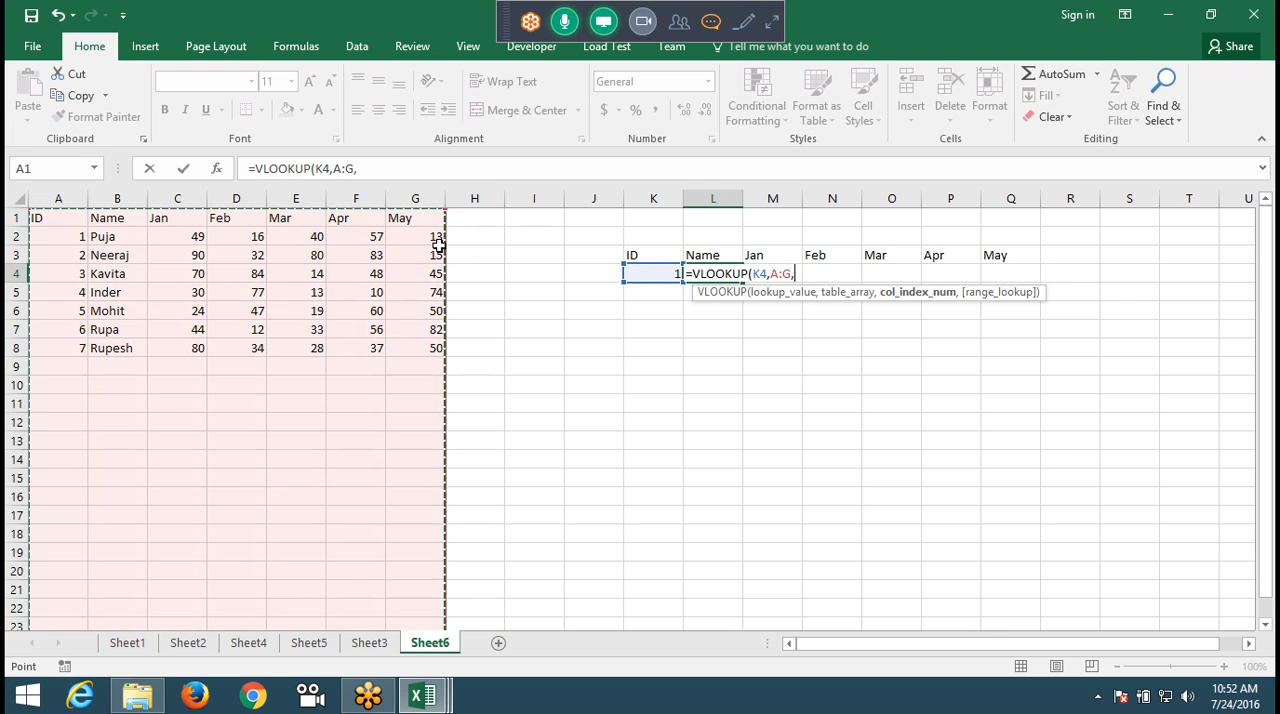 Sign in
File Home Insert Page Layout Formulas Data Review View Developer Load Test Team Tell me what you want to do Share
Cut
Copy
Format Painter
Paste
Clipboard
11
B I U
Font
Wrap Text
Merge & Center
Alignment
General
$ % ,
Number
Conditional Formatting
Format as Table
Cell Styles
Styles
Insert Delete Format
Cells
AutoSum
Fill
Clear
Sort & Filter
Find & Select
Editing
A1 fx =VLOOKUP(K4,A:G,
A B C D E F G H I J K L M N O P Q R S T U
1 ID Name Jan Feb Mar Apr May
2 1 Puja 49 16 40 57 13
3 2 Neeraj 90 32 80 83 15 ID Name Jan Feb Mar Apr May
4 3 Kavita 70 84 14 48 45 1 =VLOOKUP(K4,A:G,
5 4 Inder 30 77 13 10 74 VLOOKUP(lookup_value, table_array, col_index_num, [range_lookup])
6 5 Mohit 24 47 19 60 50
7 6 Rupa 44 12 33 56 82
8 7 Rupesh 80 34 28 37 50
9
10
11
12
13
14
15
16
17
18
19
20
21
22
23
Sheet1 Sheet2 Sheet4 Sheet5 Sheet3 Sheet6
Point 100%
10:52 AM
7/24/2016